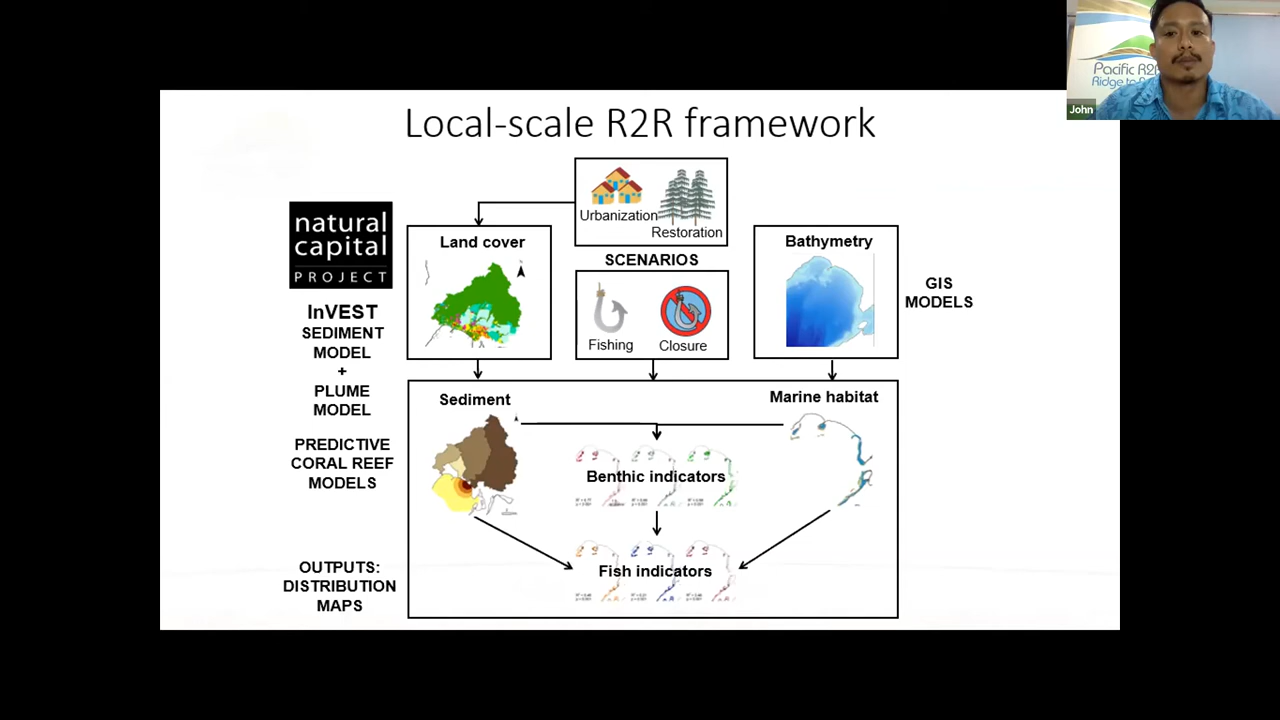 Pacific R2R
Ridge to
John
Local-scale R2R framework
natural
capital
PROJECT
InVEST
SEDIMENT
MODEL
+
PLUME
MODEL
PREDICTIVE
CORAL REEF
MODELS
OUTPUTS:
DISTRIBUTION
MAPS
Urbanization
Restoration
SCENARIOS
Land cover
Fishing
Closure
Bathymetry
GIS
MODELS
Sediment
Marine habitat
Benthic indicators
Fish indicators